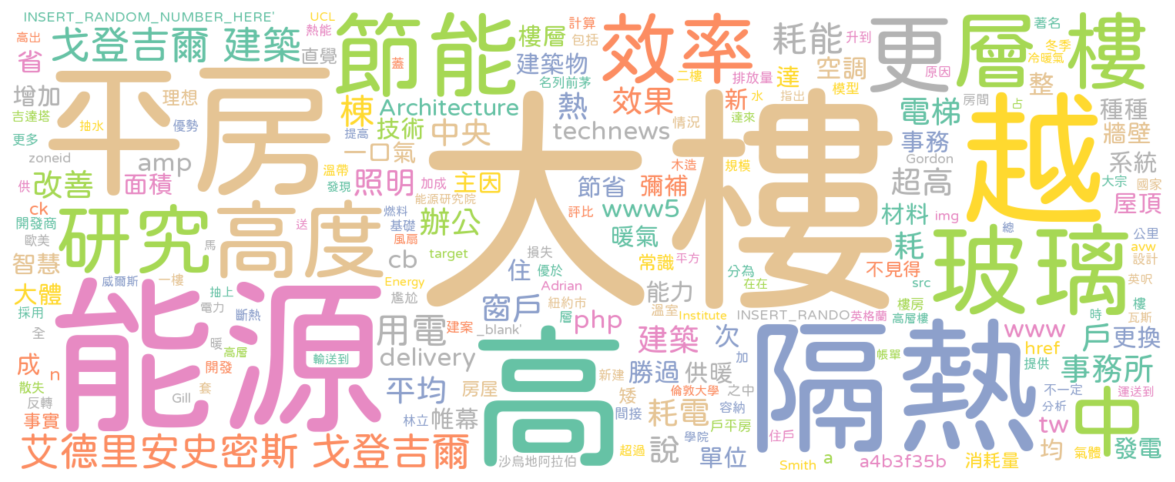 INSERT_RANDOM_NUMBER_HERE'
UCL
高出
熱能
戈登吉爾 建築
節能
樓層
計算
包括
效率
耗能
更
層 樓
著名
升到
冬季
冷暖氣
省
直覺
蓋
建築物
名列前茅
排放量
達
空調
原因
二樓
水
指出
模型
房間
占
整
增加
理想
平房
棟
Architecture
熱
效果
新
電梯
種種
吉達塔
抽水
優勢
提高
技術
中央
technews
情況
連來
事務
牆壁
更多
zoneid
amp
一口氣
溫帶
大樓
木造
規模
Gordon
系統
越
供
改善
面積
發現
照明
加成
主因
節省
彌補
超高
大宗
國家
ck
能源研究院
評比
www5
材料
img
屋頂
開發商
研究
高度
燃料
基礎
風扇
辦公
暖氣
耗
總
公里
歐美
馬
送
損失
平方
avw
設計
智慧
cb
target
住
優於
常識
不見得
玻璃
威爾斯
一樓
Energy
Adrian
分為
src
英呎
大體
抽上
尷尬
窗戶
紐約市
能力
在在
樓房
樓
採用
電力
斷熱
用電
建案
_blank'
層
php
溫室
Institute
INSERT_RANDO
英格蘭
高層樓
瓦斯
全
能源
高
建築
次
隔熱
www
戶
更換
時
暖
高層
輸送到
delivery
加
href
成
n
開發
平均
房屋
新建
勝過
供暖
帳單
提供
事務所
散失
套
矮
倫敦大學
之中
不一定
運送到
反轉
Gill
林立
帷幕
耗電
間接
容納
分析
中
事實
戶平房
tw
發電
艾德里安史密斯 戈登吉爾
沙烏地阿拉伯
超過
說
學院
單位
住戶
Smith
a
a4b3f35b
消耗量
均
氣體